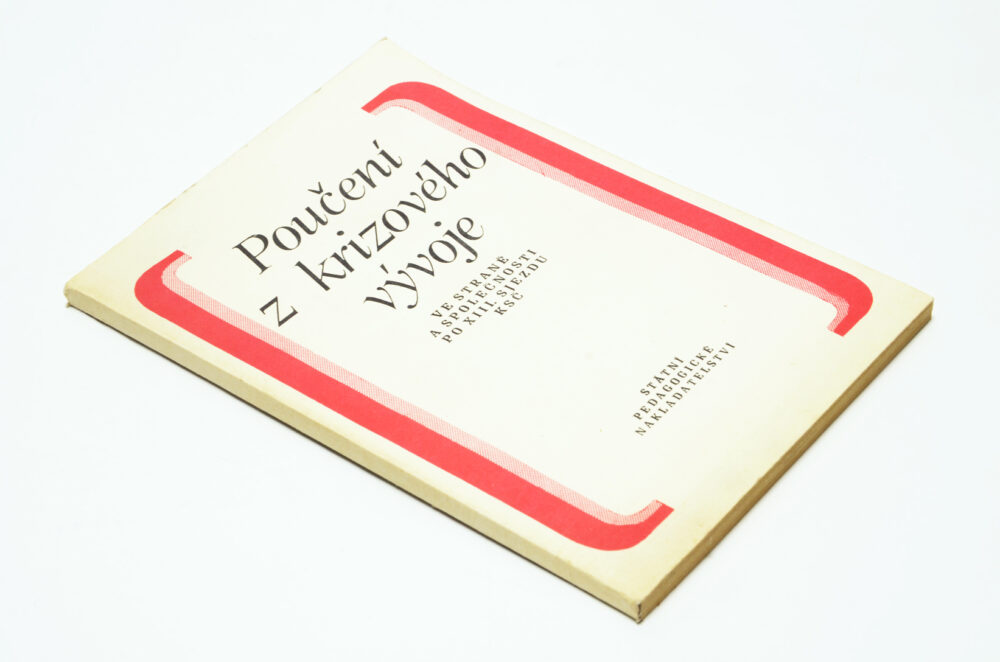 Poučení
z krizového
vývoje
VE STRANĚ
A SPOLEČNOSTI
PO XIII. SJEZDU
KSČ
STÁTNÍ
PEDAGOGICKÉ
NAKLADATELSTVÍ